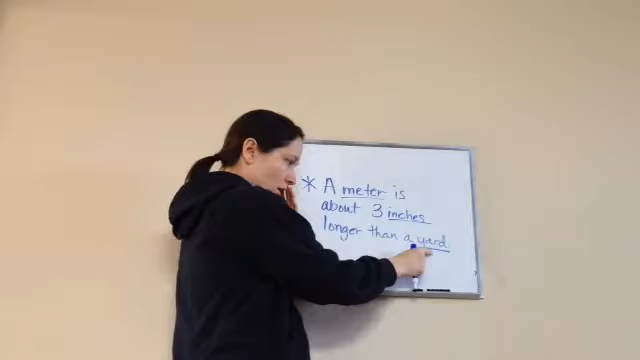 * A meter is
about 3 inches
longer than a yard